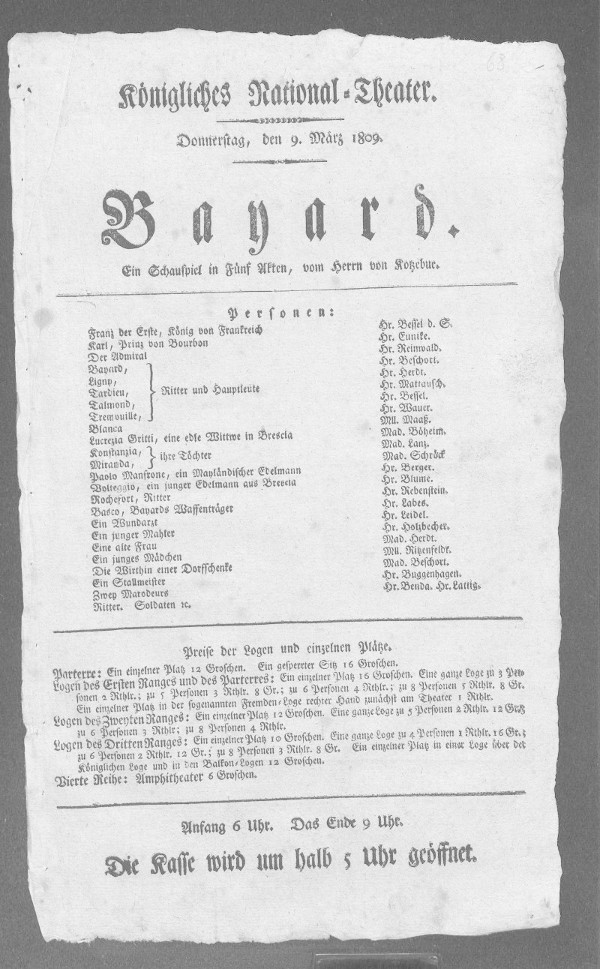 63
Königliches National-Theater.
Donnerstag, den 9. März 1809.
Bayard.
Ein Schauspiel in Fünf Akten, vom Herrn von Kotzebue.
Personen:
Franz der Erste, König von Frankreich Hr. Bessel d. S.
Karl, Prinz von Bourbon Hr. Eunike.
Der Admiral Hr. Reinwald.
Bayard, Hr. Beschort.
Ligny, Hr. Herdt.
Tardieu, Ritter und Hauptleute Hr. Mattausch.
Talmond, Hr. Bessel.
Tremouille, Hr. Wauer.
Blanca Mll. Maaß.
Lucrezia Gritti, eine edle Wittwe in Brescia Mad. Böheim.
Konstanzia, ihre Töchter Mad. Lanz.
Miranda, Mad. Schröck
Paolo Manfrone, ein Mayländischer Edelmann Hr. Berger.
Volteggio, ein junger Edelmann aus Brescia Hr. Blume.
Rochefort, Ritter Hr. Rebenstein.
Basco, Bayards Waffenträger Hr. Labes.
Ein Wundarzt Hr. Leidel.
Ein junger Mahler Hr. Holzbecher.
Eine alte Frau Mad. Herdt.
Ein junges Mädchen Mll. Ritzenfeldt.
Die Wirthin einer Dorfschenke Mad. Beschort.
Ein Stallmeister Hr. Buggenhagen.
Zwey Marodeurs Hr. Benda. Hr. Lattig.
Ritter. Soldaten ꝛc.
Preise der Logen und einzelnen Plätze.
Parterre: Ein einzelner Platz 12 Groschen. Ein gesperrter Sitz 16 Groschen.
Logen des Ersten Ranges und des Parterres: Ein einzelner Platz 16 Groschen. Eine ganze Loge zu 3 Per-
sonen 2 Rthlr.; zu 5 Personen 3 Rthlr. 8 Gr.; zu 6 Personen 4 Rthlr.; zu 8 Personen 5 Rthlr. 8 Gr.
Ein einzelner Platz in der sogenannten Fremden-Loge rechter Hand zunächst am Theater 1 Rthlr.
Logen des Zweyten Ranges: Ein einzelner Platz 12 Groschen. Eine ganze Loge zu 5 Personen 2 Rthlr. 12 Gr.;
zu 6 Personen 3 Rthlr.; zu 8 Personen 4 Rthlr.
Logen des Dritten Ranges: Ein einzelner Platz 10 Groschen. Eine ganze Loge zu 4 Personen 1 Rthlr. 16 Gr.;
zu 6 Personen 2 Rthlr. 12 Gr.; zu 8 Personen 3 Rthlr. 8 Gr. Ein einzelner Platz in einer Loge über der
Königlichen Loge und in den Balkon-Logen 12 Groschen.
Vierte Reihe: Amphitheater 6 Groschen.
Anfang 6 Uhr. Das Ende 9 Uhr.
Die Kasse wird um halb 5 Uhr geöffnet.